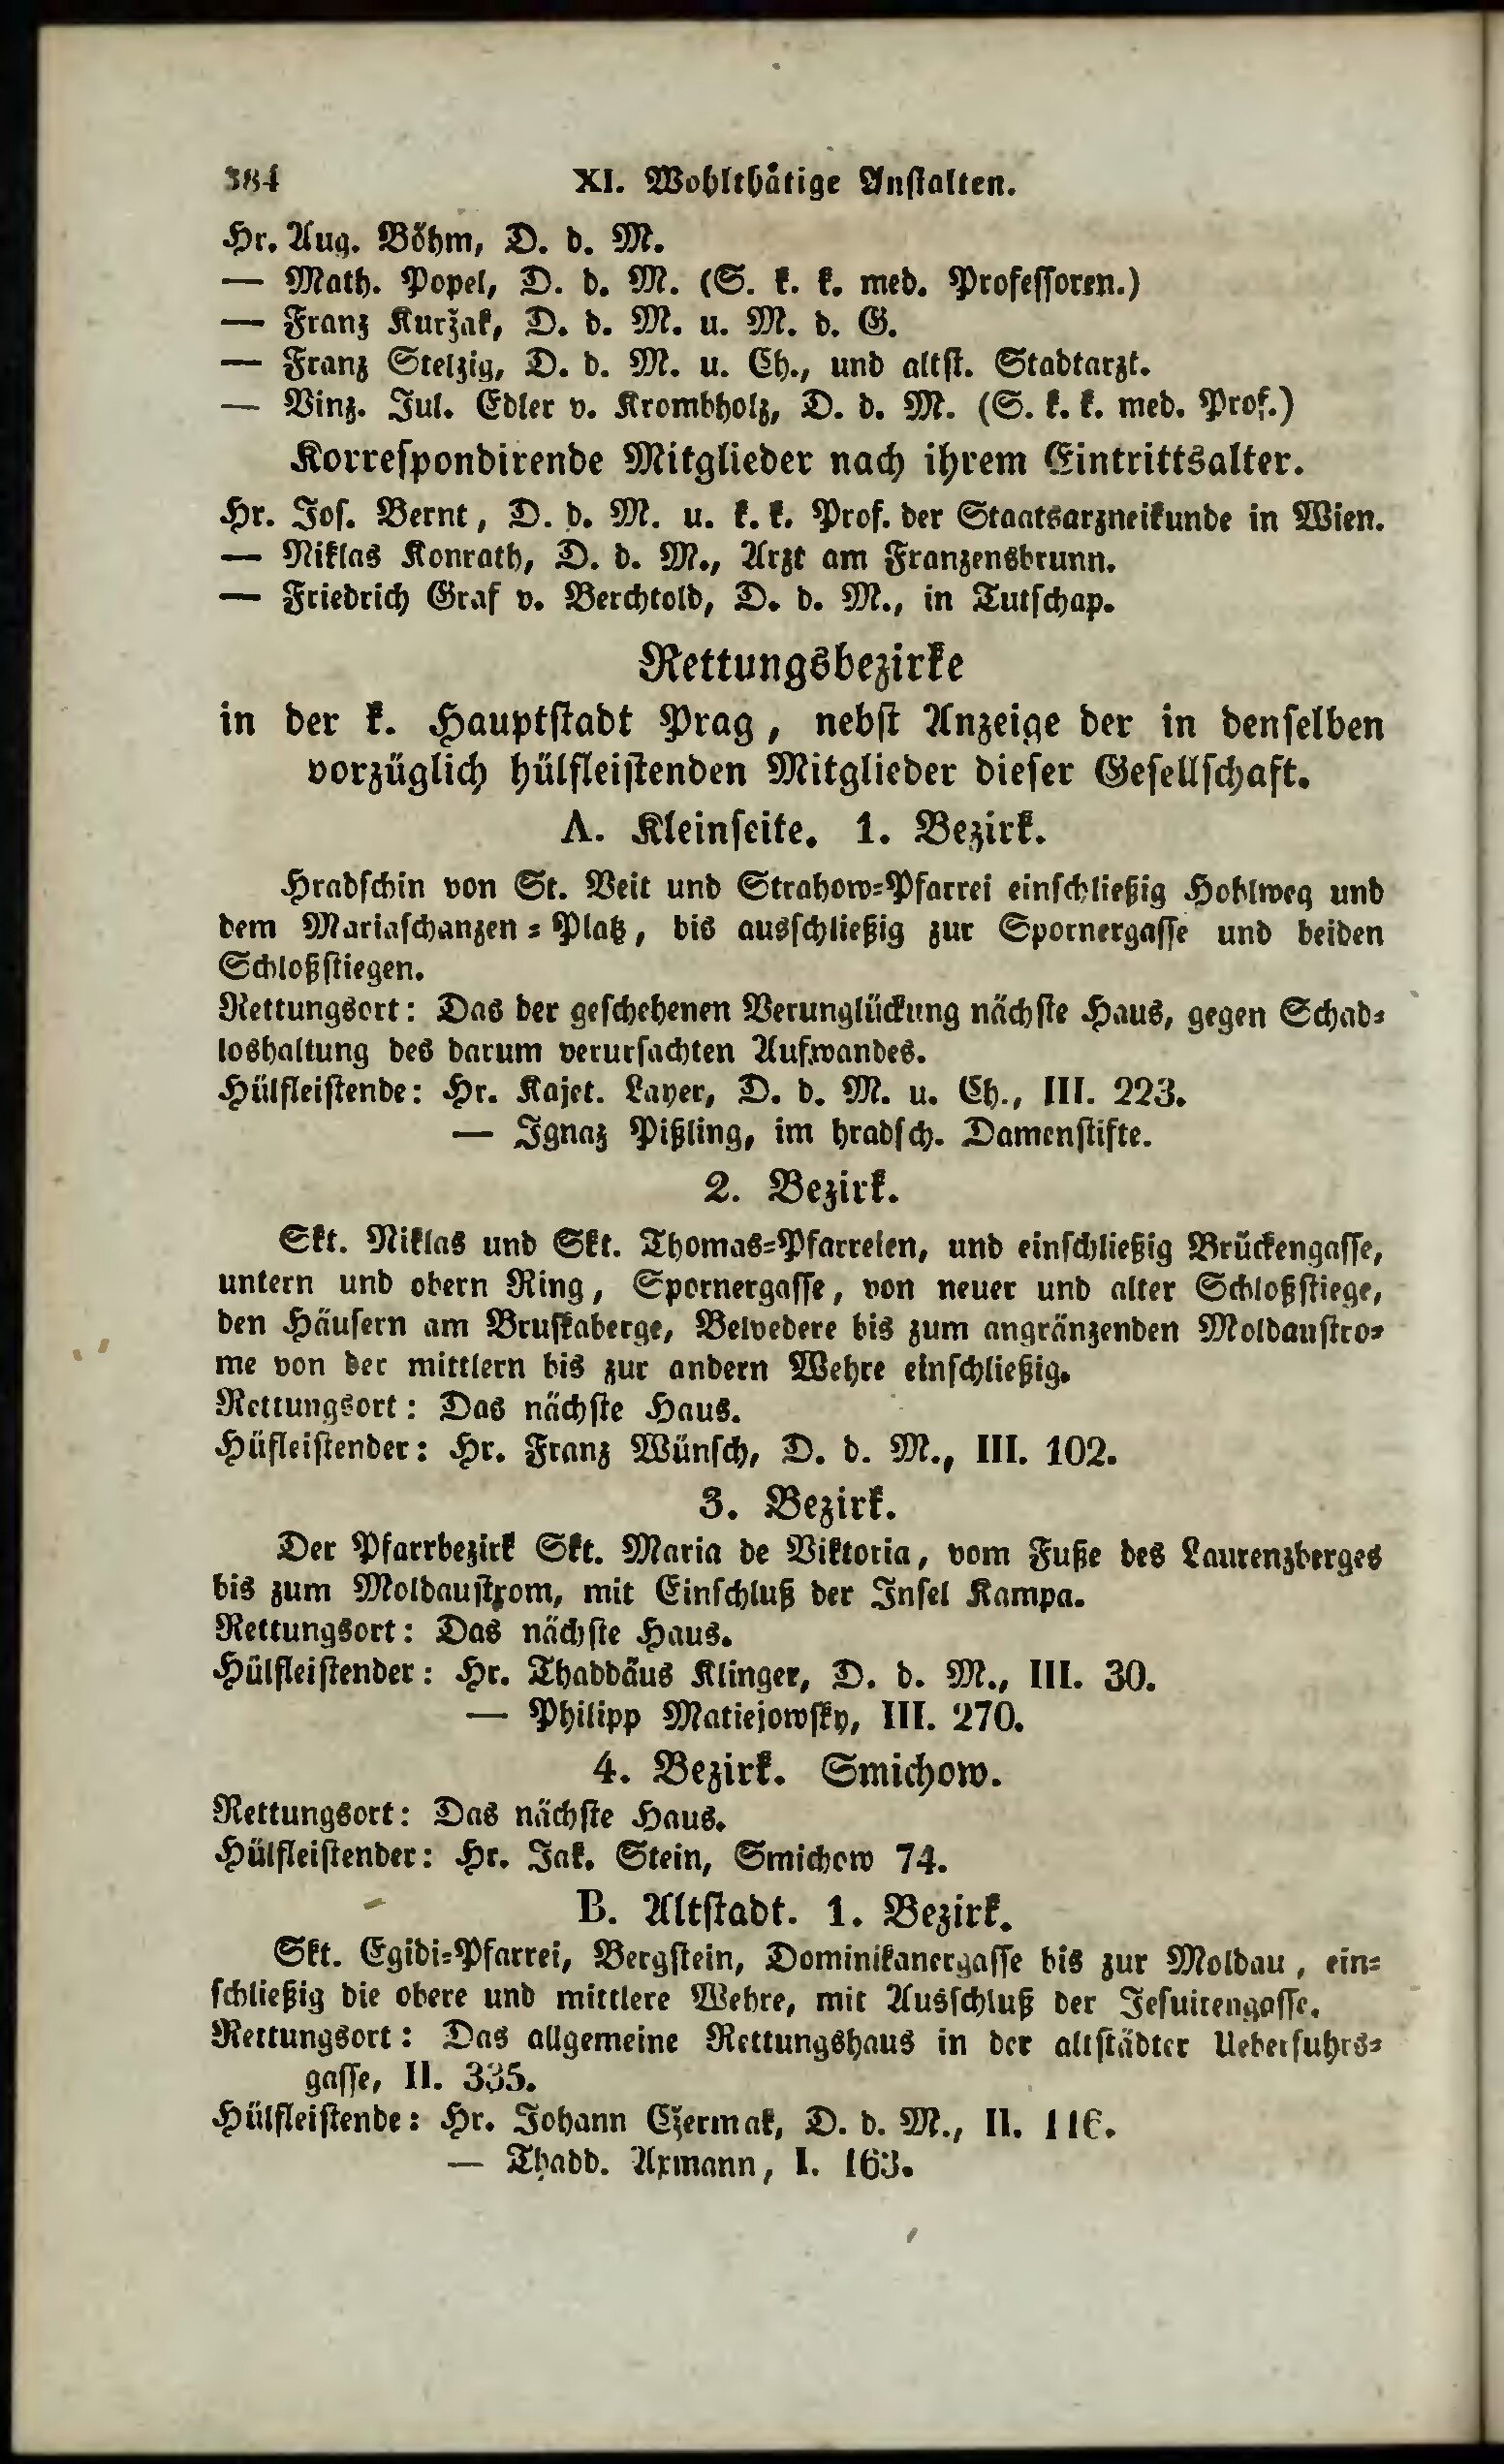 384 XI. Wohlthätige Anstalten.
Hr. Aug. Böhm, D. d. M.
— Math. Popel, D. d. M. (S. k. k. med. Professoren.)
— Franz Kuržak, D. d. M. u. M. d. G.
— Franz Stelzig, D. d. M. u. Ch., und altst. Stadtarzt.
— Vinz. Jul. Edler v. Krombholz, D. d. M. (S. k. k. med. Prof.)
Korrespondirende Mitglieder nach ihrem Eintrittsalter.
Hr. Jos. Bernt, D. d. M. u. k. k. Prof. der Staatsarzneikunde in Wien.
— Niklas Konrath, D. d. M., Arzt am Franzensbrunn.
— Friedrich Graf v. Berchtold, D. d. M., in Tutschap.
Rettungsbezirke
in der k. Hauptstadt Prag, nebst Anzeige der in denselben
vorzüglich hülfleistenden Mitglieder dieser Gesellschaft.
A. Kleinseite. 1. Bezirk.
Hradschin von St. Veit und Strahow-Pfarrei einschließig Hohlweg und
dem Mariaschanzen-Platz, bis ausschließig zur Spornergasse und beiden
Schloßstiegen.
Rettungsort: Das der geschehenen Verunglückung nächste Haus, gegen Schad-
loshaltung des darum verursachten Aufwandes.
Hülfleistende: Hr. Kajet. Layer, D. d. M. u. Ch., III. 223.
— Ignaz Pißling, im hradsch. Damenstifte.
2. Bezirk.
Skt. Niklas und Skt. Thomas-Pfarreien, und einschließig Brückengasse,
untern und obern Ring, Spornergasse, von neuer und alter Schloßstiege,
den Häusern am Bruskaberge, Belvedere bis zum angränzenden Moldaustro-
me von der mittlern bis zur andern Wehre einschließig.
Rettungsort: Das nächste Haus.
Hüfleistender: Hr. Franz Wünsch, D. d. M., III. 102.
3. Bezirk.
Der Pfarrbezirk Skt. Maria de Viktoria, vom Fuße des Laurenzberges
bis zum Moldaustrom, mit Einschluß der Insel Kampa.
Rettungsort: Das nächste Haus.
Hülfleistender: Hr. Thaddäus Klinger, D. d. M., III. 30.
— Philipp Matiejowsky, III. 270.
4. Bezirk. Smichow.
Rettungsort: Das nächste Haus.
Hülfleistender: Hr. Jak. Stein, Smichow 74.
B. Altstadt. 1. Bezirk.
Skt. Egidi-Pfarrei, Bergstein, Dominikanergasse bis zur Moldau, ein-
schließig die obere und mittlere Wehre, mit Ausschluß der Jesuitengasse.
Rettungsort: Das allgemeine Rettungshaus in der altstädter Ueberfuhrs-
gasse, II. 335.
Hülfleistende: Hr. Johann Cžermak, D. d. M., II. 116.
— Thadd. Axmann, I. 163.